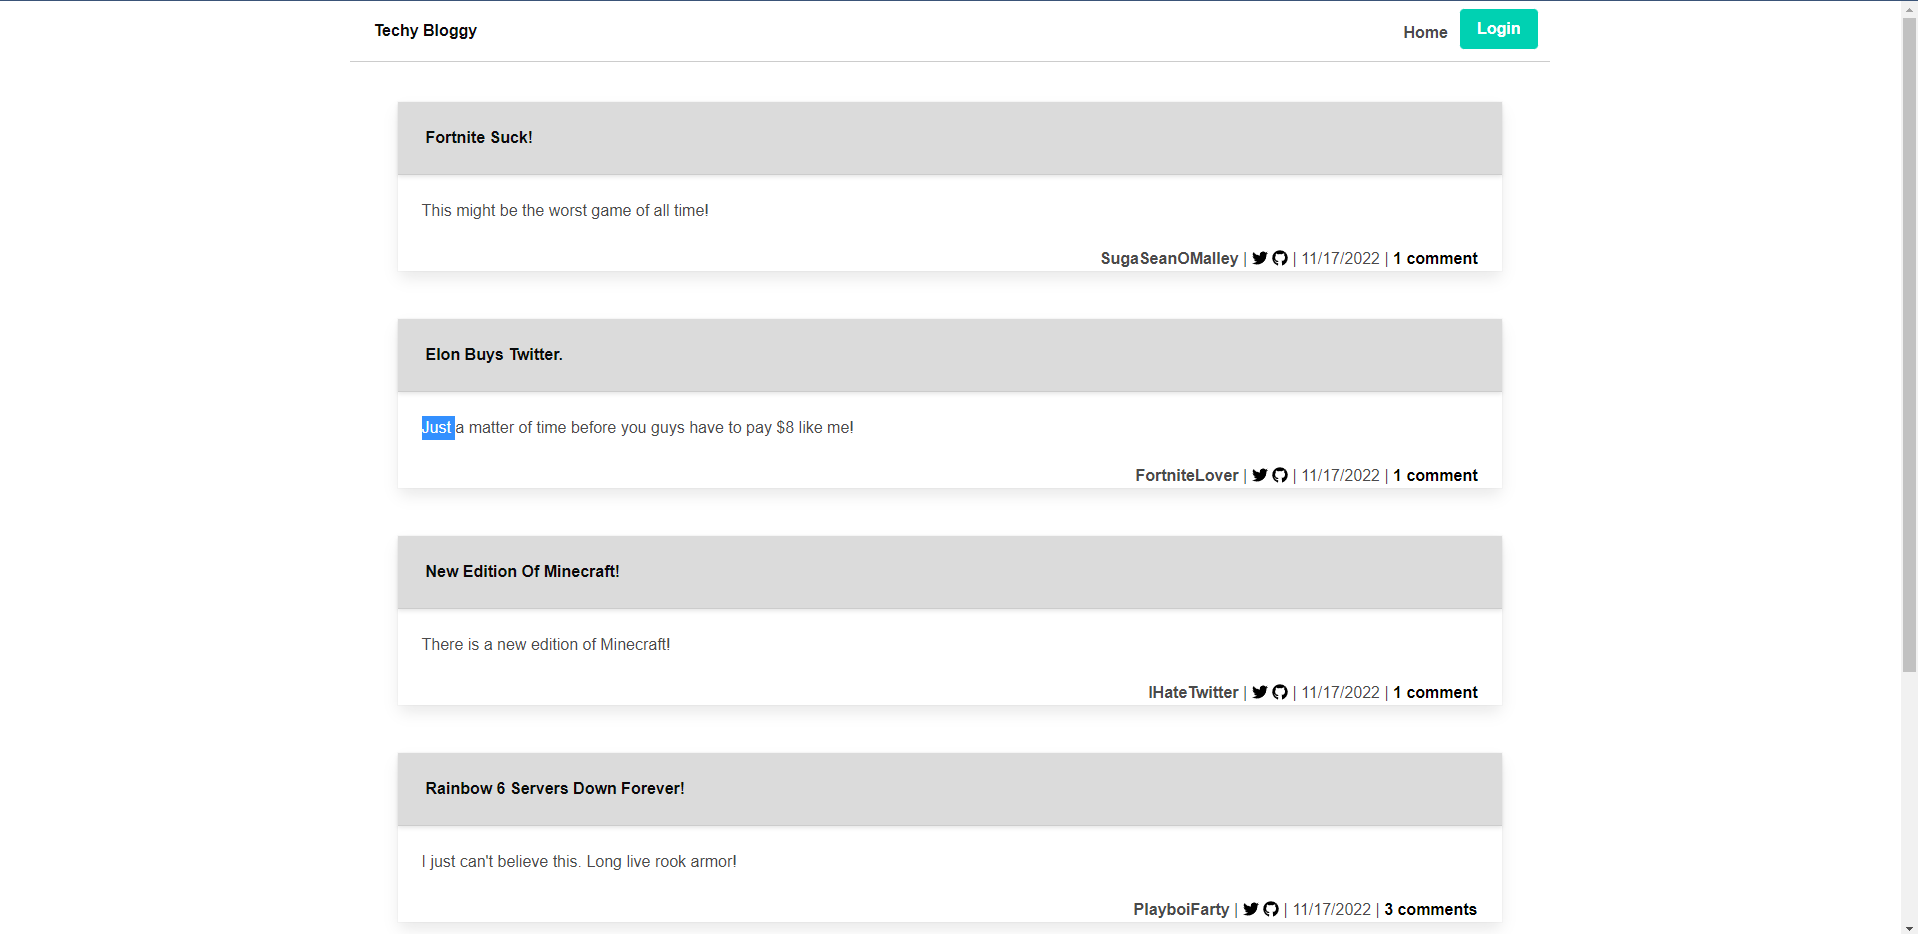 Techy Bloggy
Home
Login
Fortnite Suck!
This might be the worst game of all time!
SugaSeanOMalley | | 11/17/2022 | 1 comment
Elon Buys Twitter.
Just a matter of time before you guys have to pay $8 like me!
FortniteLover | | 11/17/2022 | 1 comment
New Edition Of Minecraft!
There is a new edition of Minecraft!
IHateTwitter | | 11/17/2022 | 1 comment
Rainbow 6 Servers Down Forever!
I just can't believe this. Long live rook armor!
PlayboiFarty | | 11/17/2022 | 3 comments